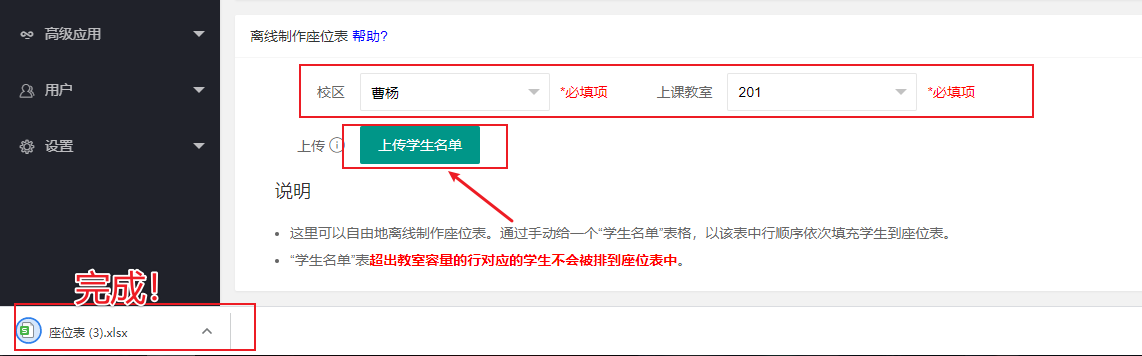 高级应用
用户
设置
离线制作座位表 帮助?
校区 曹杨 *必填项 上课教室 201 *必填项
上传 上传学生名单
说明
这里可以自由地离线制作座位表。通过手动给一个“学生名单”表格，以该表中行顺序依次填充学生到座位表。
“学生名单”表超出教室容量的行对应的学生不会被排到座位表中。
完成！
座位表 (3).xlsx